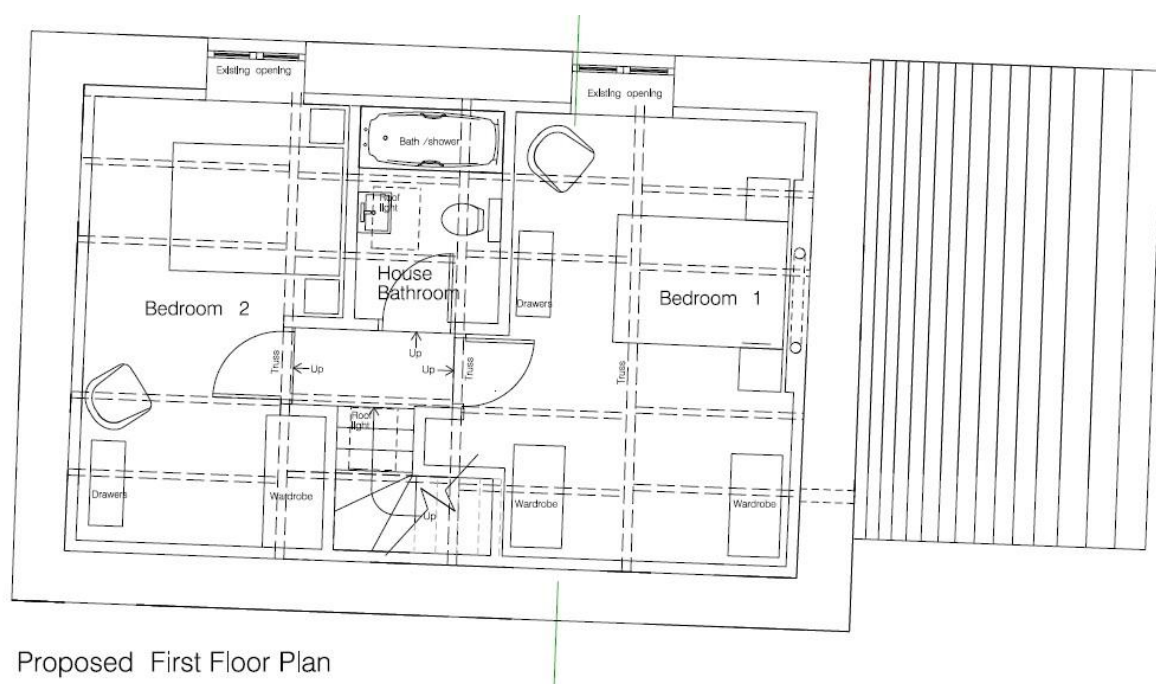 Existing opening
Existing opening
Bath /shower
Roof
light
House
Bathroom
Drawers
Bedroom 1
Bedroom 2
Truss
Up
Up
Up
Truss
Truss
Roof
light
Drawers
Wardrobe
Up
Wardrobe
Wardrobe
Proposed First Floor Plan